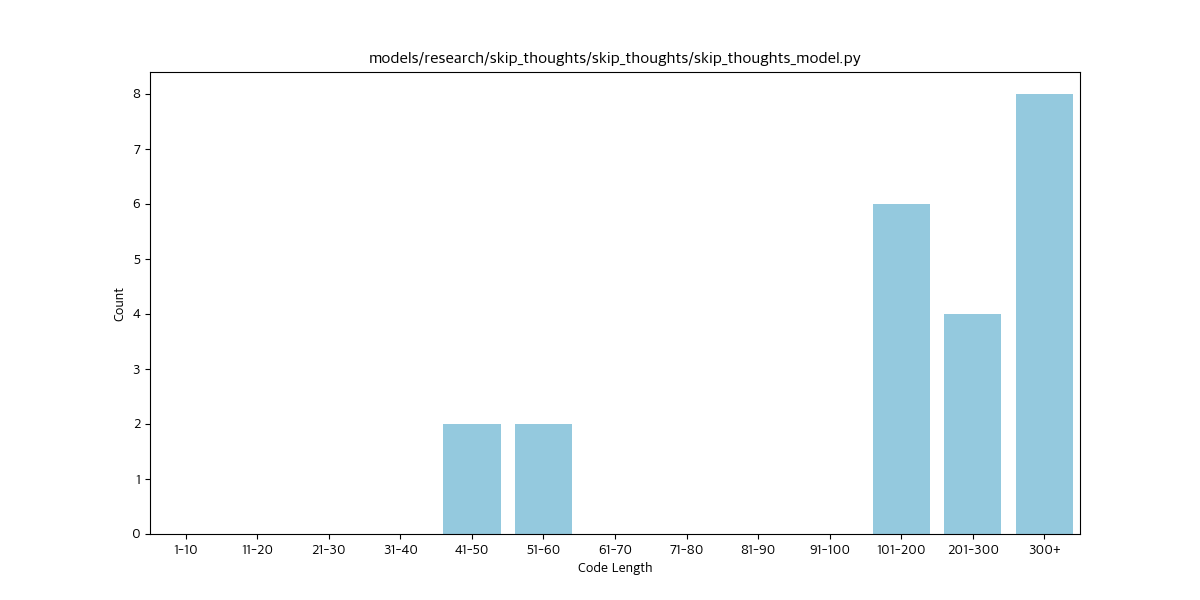 models/research/skip_thoughts/skip_thoughts/skip_thoughts_model.py
8
7
6
5
4
3
2
1
0
Count
1-10 11-20 21-30 31-40 41-50 51-60 61-70 71-80 81-90 91-100 101-200 201-300 300+
Code Length